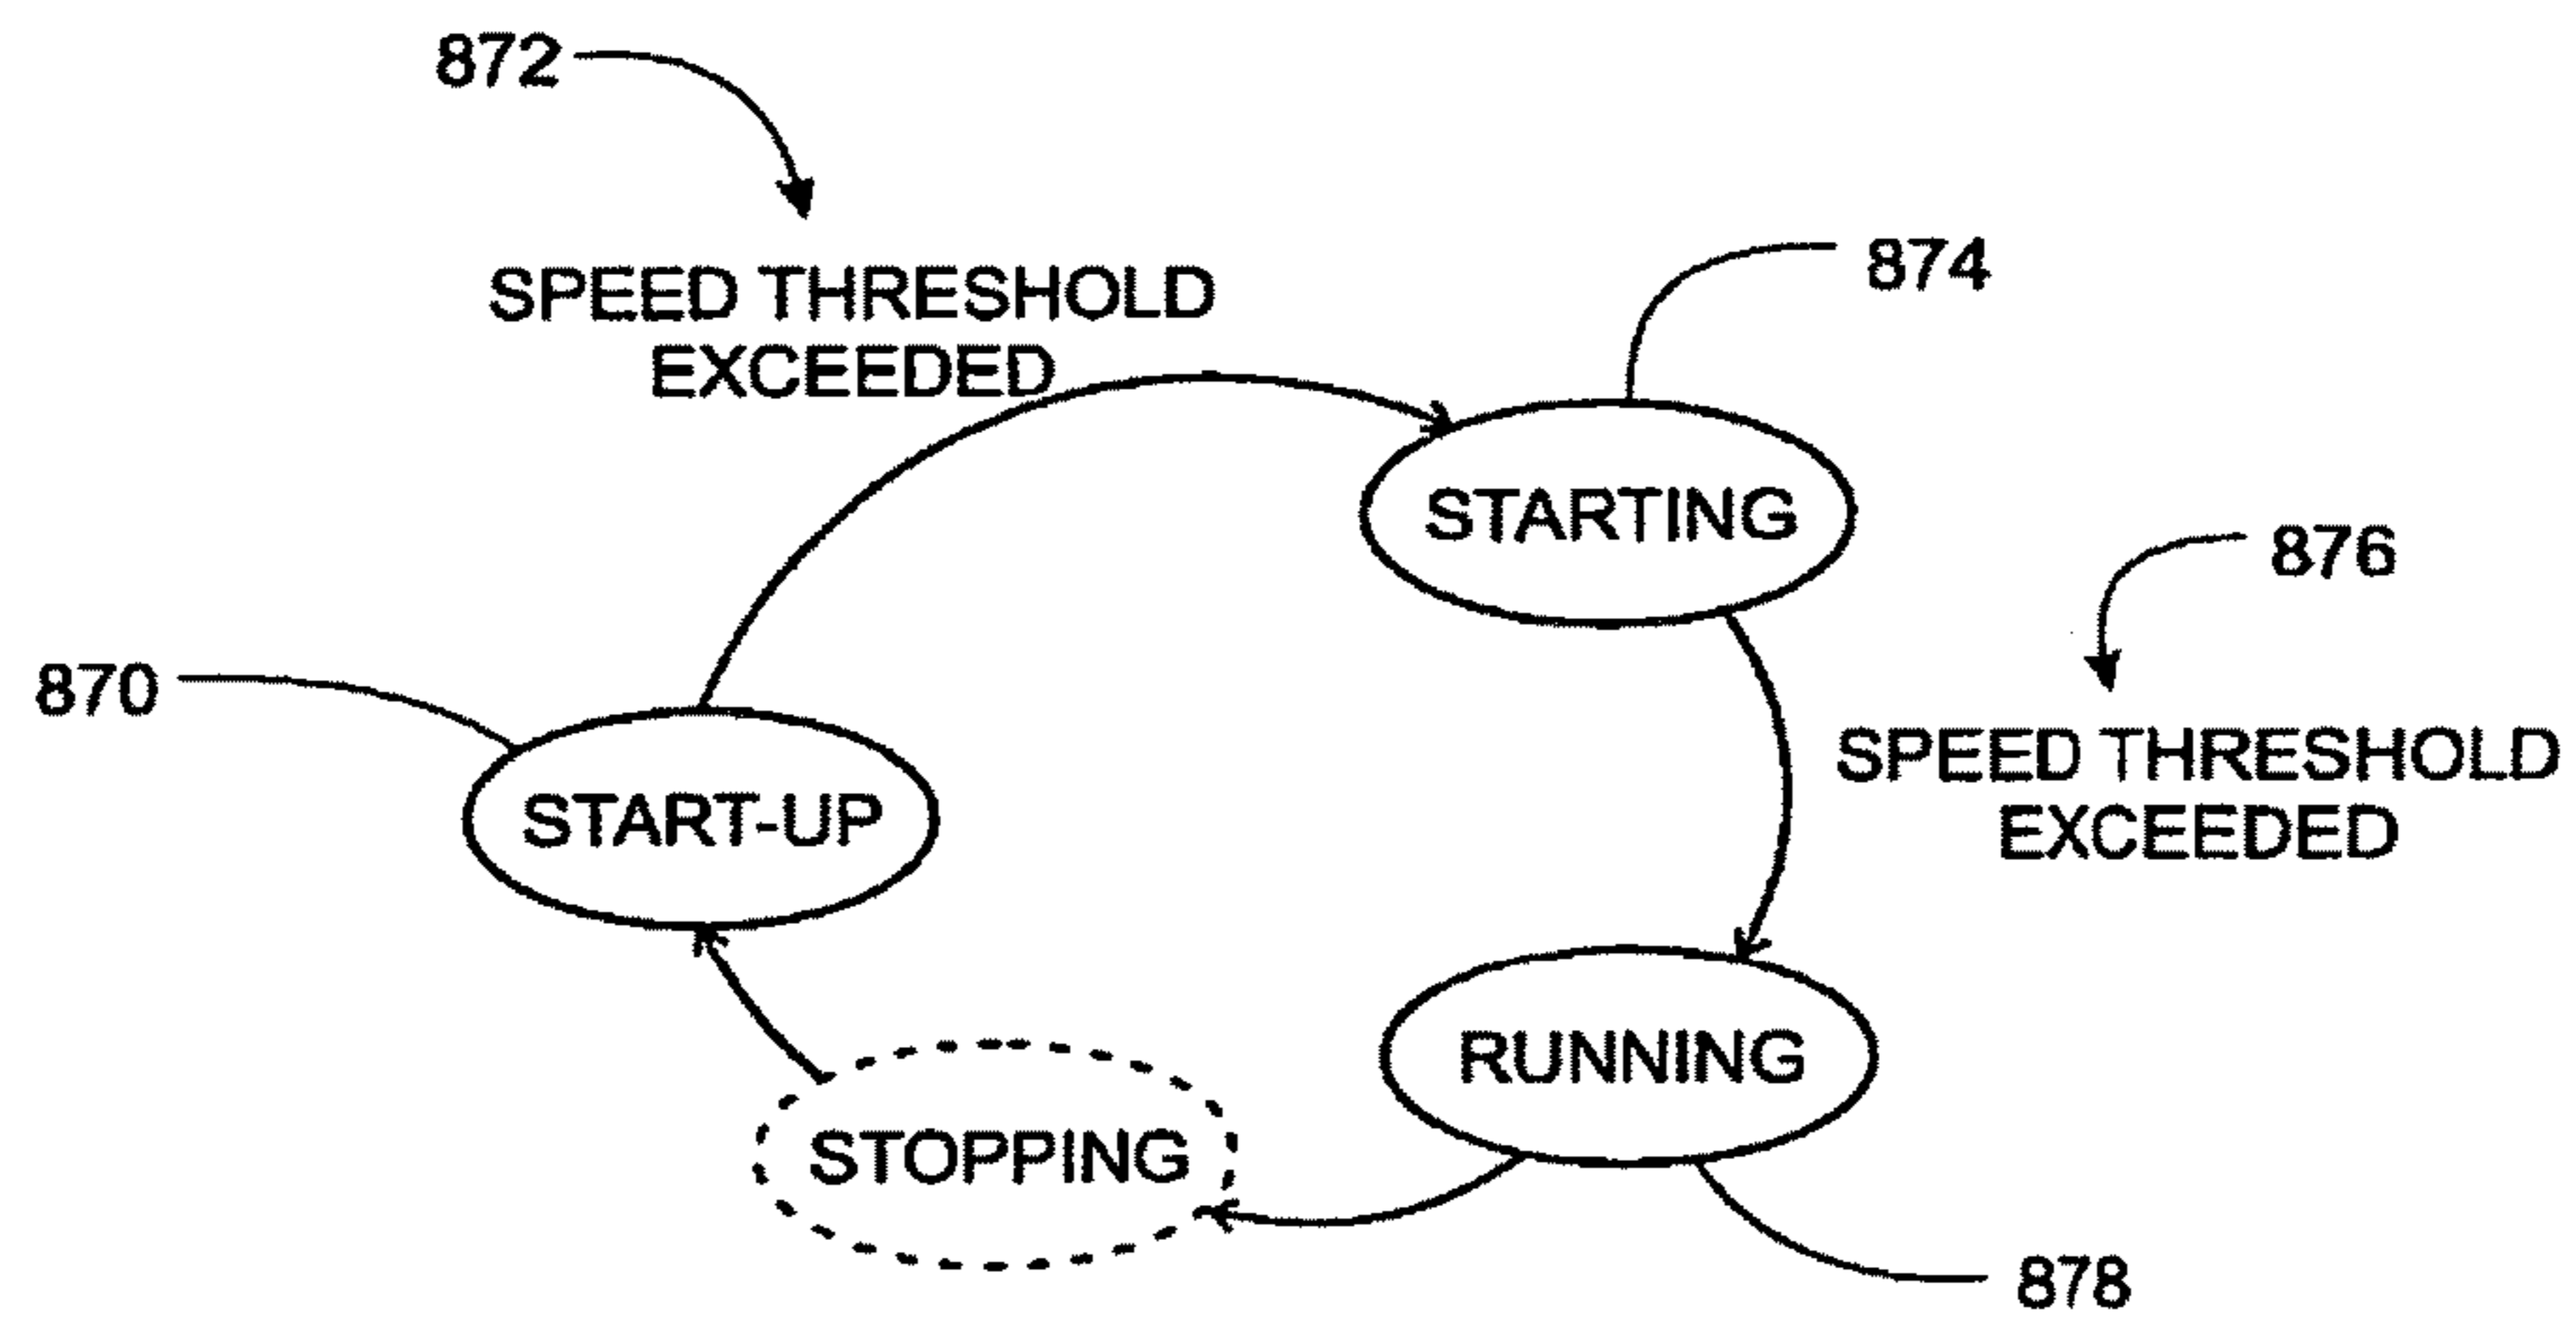 872
SPEED THRESHOLD
EXCEEDED
874
STARTING
876
SPEED THRESHOLD
EXCEEDED
870
START-UP
RUNNING
STOPPING
878